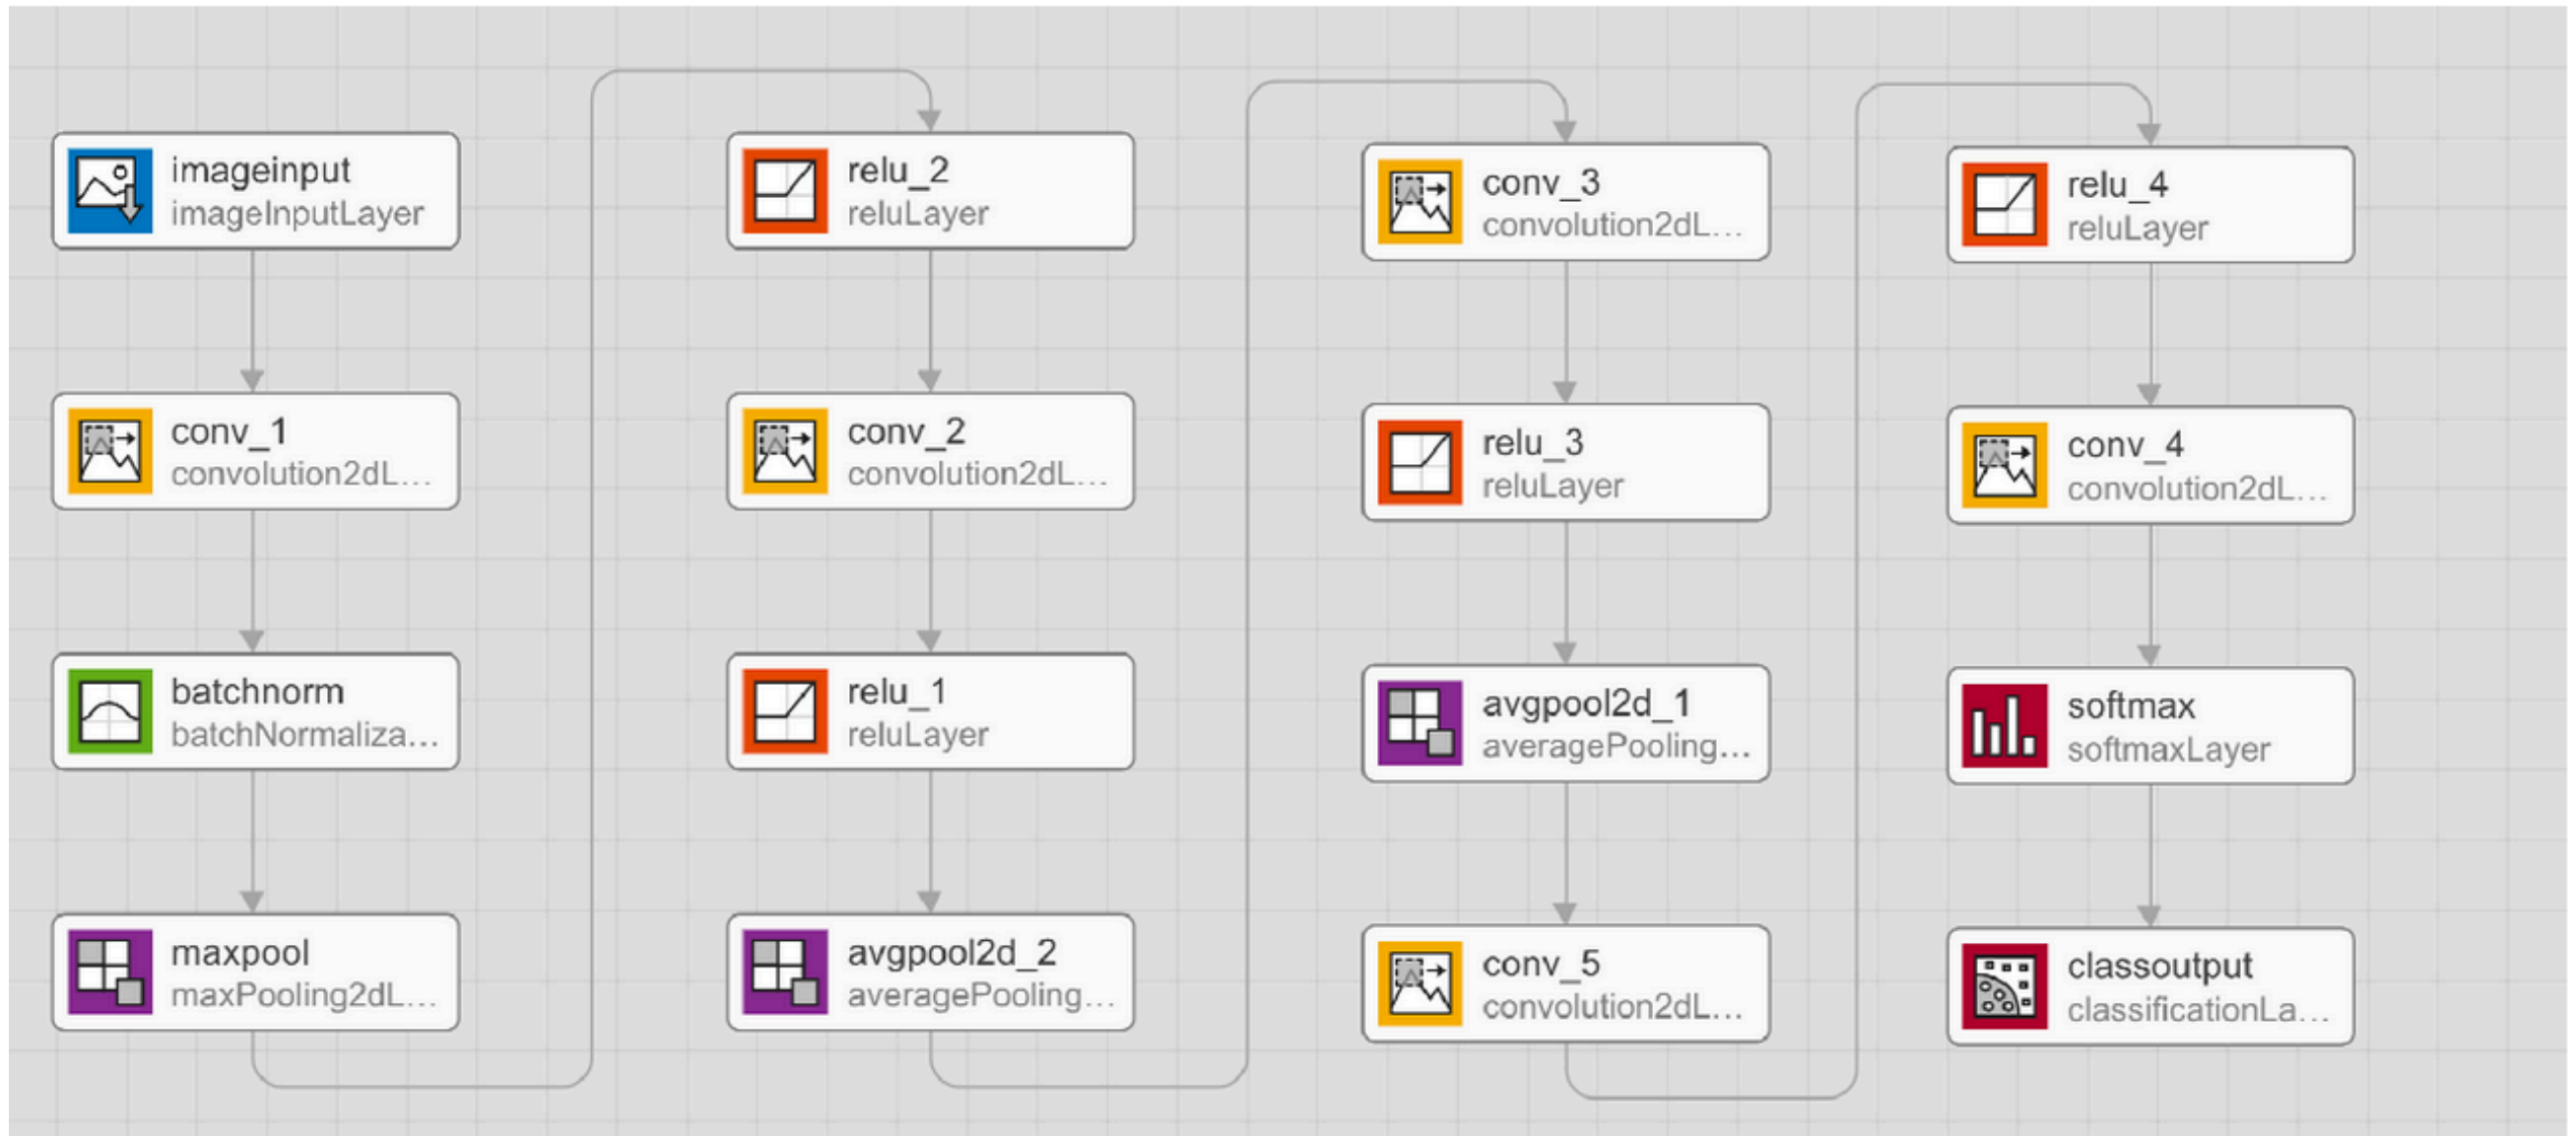 imageinput
imageInputLayer
conv_1
convolution2dL...
batchnorm
batchNormaliza...
maxpool
maxPooling2dL...
relu_2
reluLayer
conv_2
convolution2dL...
relu_1
reluLayer
avgpool2d_2
averagePooling...
conv_3
convolution2dL...
relu_3
reluLayer
avgpool2d_1
averagePooling...
conv_5
convolution2dL...
relu_4
reluLayer
conv_4
convolution2dL...
softmax
softmaxLayer
classoutput
classificationLa...